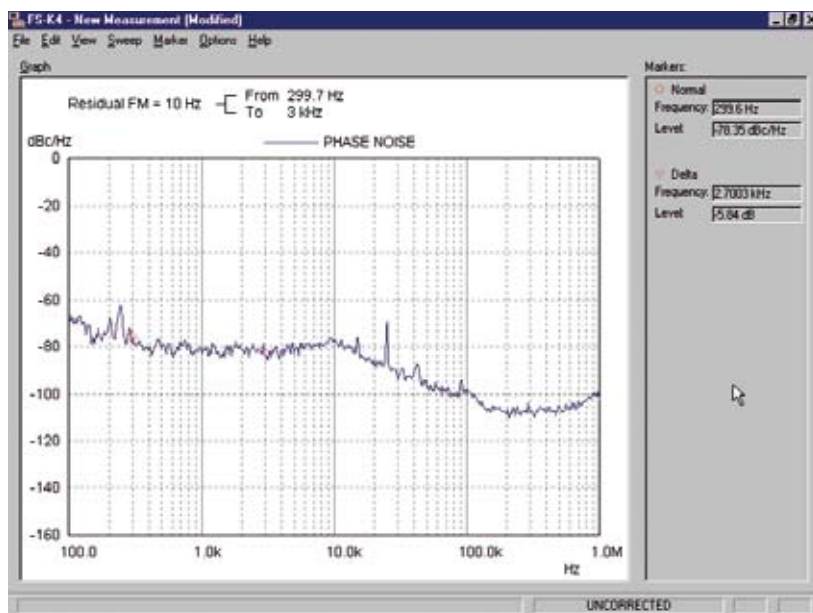 FS-K4 - New Measurement (Modified)
File Edit View Sweep Marker Options Help
Graph
Residual FM = 10 Hz
From 299.7 Hz
To 3 kHz
dBc/Hz
PHASE NOISE
0
-20
-40
-60
-80
-100
-120
-140
-160
100.0 1.0k 10.0k 100.0k 1.0M
Hz
Markers:
Normal
Frequency: 299.6 Hz
Level -78.35 dBc/Hz
Delta
Frequency: 2.7003 kHz
Level -5.84 dB
UNCORRECTED